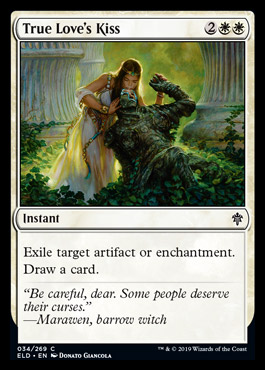 True Love's Kiss 2
Instant
Exile target artifact or enchantment.
Draw a card.
“Be careful, dear. Some people deserve
their curses.”
—Marawen, barrow witch
034/269 C
ELD • EN Donato Giancola
™ & © 2019 Wizards of the Coast